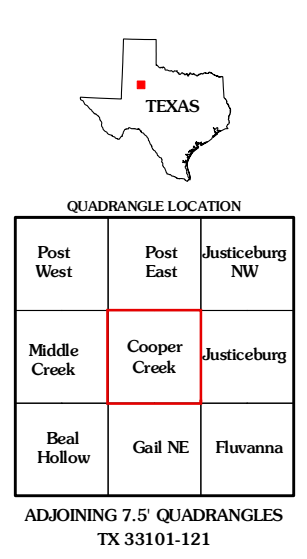 TEXAS
QUADRANGLE LOCATION
Post
West
Post
East
Justiceburg
NW
Middle
Creek
Cooper
Creek
Justiceburg
Beal
Hollow
Gail NE
Fluvanna
ADJOINING 7.5' QUADRANGLES
TX 33101-121